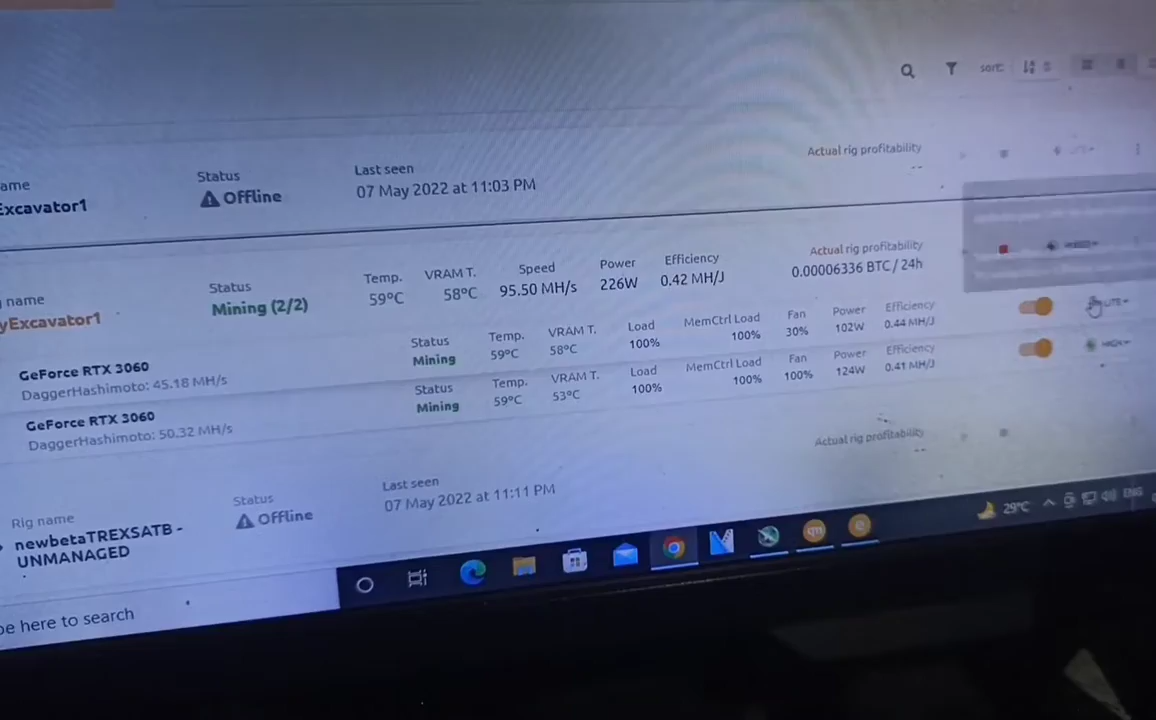 sort:
Actual rig profitability
Status
Last seen
ame
Offline
07 May 2022 at 11:03 PM
--
Excavator1
Actual rig profitability
0.00006336 BTC / 24h
Temp.
VRAM T.
Speed
Power
Efficiency
Status
59°C
58°C
95.50 MH/s
226W
0.42 MH/J
name
Mining (2/2)
yExcavator1
Status
Temp.
VRAM T.
Load
MemCtrl Load
Fan
Power
Efficiency
GeForce RTX 3060
Mining
59°C
58°C
100%
100%
30%
102W
0.44 MH/J
LITE
DaggerHashimoto: 45.18 MH/s
Status
Temp.
VRAM T.
Load
MemCtrl Load
Fan
Power
Efficiency
GeForce RTX 3060
Mining
59°C
53°C
100%
100%
100%
124W
0.41 MH/J
HIGH
DaggerHashimoto: 50.32 MH/s
Actual rig profitability
--
Rig name
Status
Last seen
newbetaTREXSATB -
UNMANAGED
Offline
07 May 2022 at 11:11 PM
pe here to search
29°C
ENG